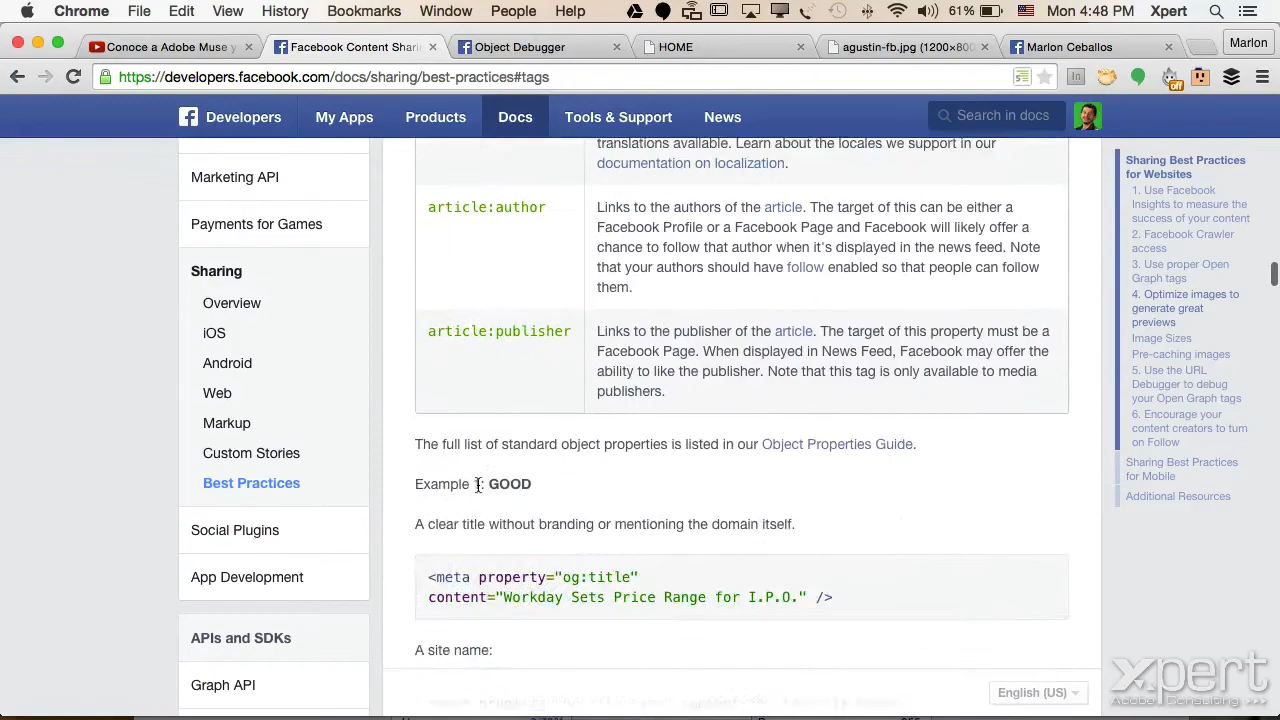 Chrome File Edit View History Bookmarks Window People Help 61% Mon 4:48 PM Xpert
Conoce a Adobe Muse y
Facebook Content Shari
Object Debugger
HOME
agustin-fb.jpg (1200×800
Marlon Ceballos
Marlon
https://developers.facebook.com/docs/sharing/best-practices#tags
In
Off
Developers My Apps Products Docs Tools & Support News Search in docs
Marketing API
Payments for Games
Sharing
Overview
iOS
Android
Web
Markup
Custom Stories
Best Practices
Social Plugins
App Development
APIs and SDKs
Graph API
translations available. Learn about the locales we support in our
documentation on localization.
article:author
Links to the authors of the article. The target of this can be either a
Facebook Profile or a Facebook Page and Facebook will likely offer a
chance to follow that author when it's displayed in the news feed. Note
that your authors should have follow enabled so that people can follow
them.
article:publisher
Links to the publisher of the article. The target of this property must be a
Facebook Page. When displayed in News Feed, Facebook may offer the
ability to like the publisher. Note that this tag is only available to media
publishers.
The full list of standard object properties is listed in our Object Properties Guide.
Example : GOOD
A clear title without branding or mentioning the domain itself.
<meta property="og:title"
content="Workday Sets Price Range for I.P.O." />
A site name:
English (US)
Sharing Best Practices
for Websites
1. Use Facebook
Insights to measure the
success of your content
2. Facebook Crawler
access
3. Use proper Open
Graph tags
4. Optimize images to
generate great
previews
Image Sizes
Pre-caching images
5. Use the URL
Debugger to debug
your Open Graph tags
6. Encourage your
content creators to turn
on Follow
Sharing Best Practices
for Mobile
Additional Resources
xpert
Adobe Consulting